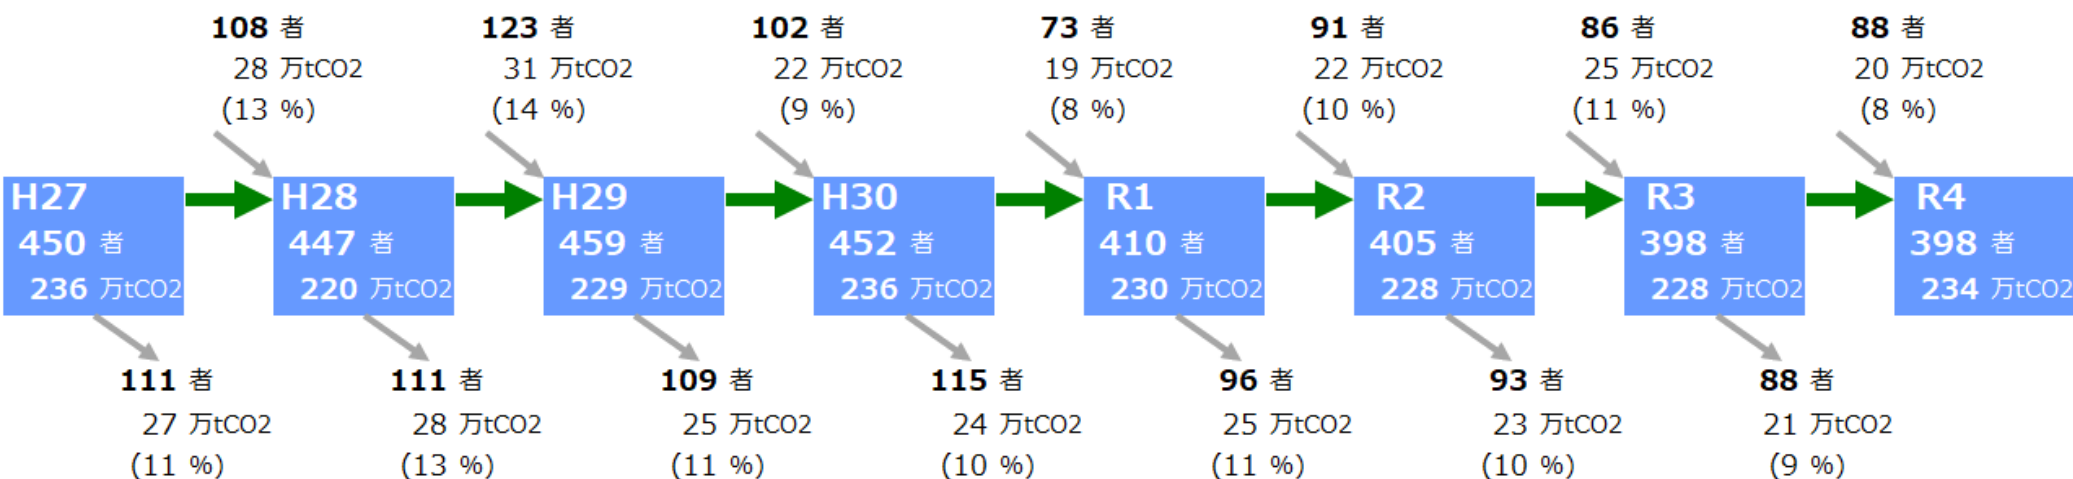 108 者 123 者 102 者 73 者 91 者 86 者 88 者
28 万tCO2 31 万tCO2 22 万tCO2 19 万tCO2 22 万tCO2 25 万tCO2 20 万tCO2
(13 %) (14 %) (9 %) (8 %) (10 %) (11 %) (8 %)
H27 H28 H29 H30 R1 R2 R3 R4
450 者 447 者 459 者 452 者 410 者 405 者 398 者 398 者
236 万tCO2 220 万tCO2 229 万tCO2 236 万tCO2 230 万tCO2 228 万tCO2 228 万tCO2 234 万tCO2
111 者 111 者 109 者 115 者 96 者 93 者 88 者
27 万tCO2 28 万tCO2 25 万tCO2 24 万tCO2 25 万tCO2 23 万tCO2 21 万tCO2
(11 %) (13 %) (11 %) (10 %) (11 %) (10 %) (9 %)